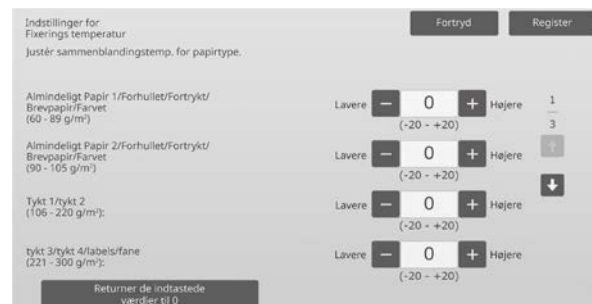 Indstillinger for
Fixerings temperatur
Fortryd
Register
Justér sammenblandingstemp. for papirtype.
Almindeligt Papir 1/Forhullet/Fortrykt/
Brevpapir/Farvet
(60 - 89 g/m²)
Lavere − 0 + Højere
(-20 - +20)
1
3
Almindeligt Papir 2/Forhullet/Fortrykt/
Brevpapir/Farvet
(90 - 105 g/m²)
Lavere − 0 + Højere
(-20 - +20)
Tykt 1/tykt 2
(106 - 220 g/m²):
Lavere − 0 + Højere
(-20 - +20)
tykt 3/tykt 4/labels/fane
(221 - 300 g/m²):
Lavere − 0 + Højere
(-20 - +20)
Returner de indtastede
værdier til 0